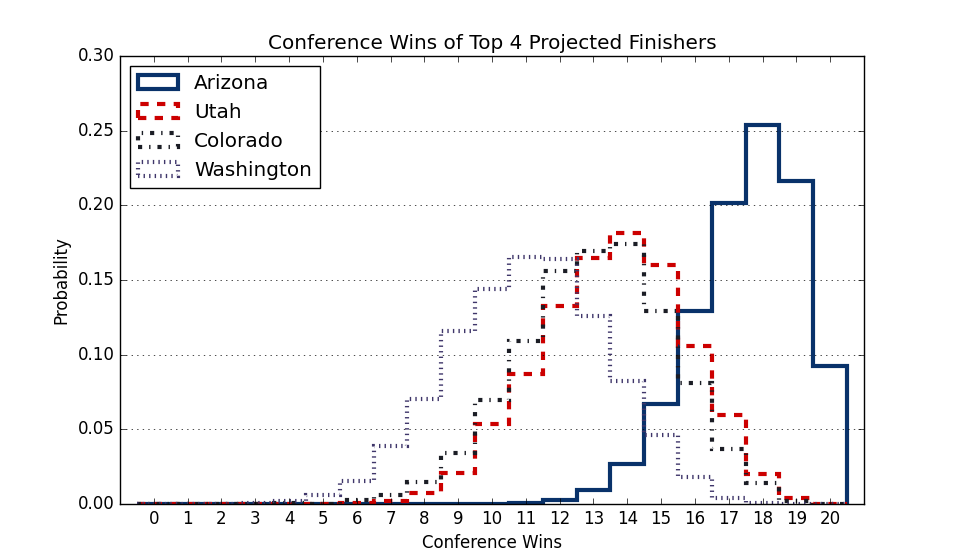 Conference Wins of Top 4 Projected Finishers
0.30
0.25
0.20
0.15
0.10
0.05
0.00
Probability
Arizona
Utah
Colorado
Washington
0 1 2 3 4 5 6 7 8 9 10 11 12 13 14 15 16 17 18 19 20
Conference Wins